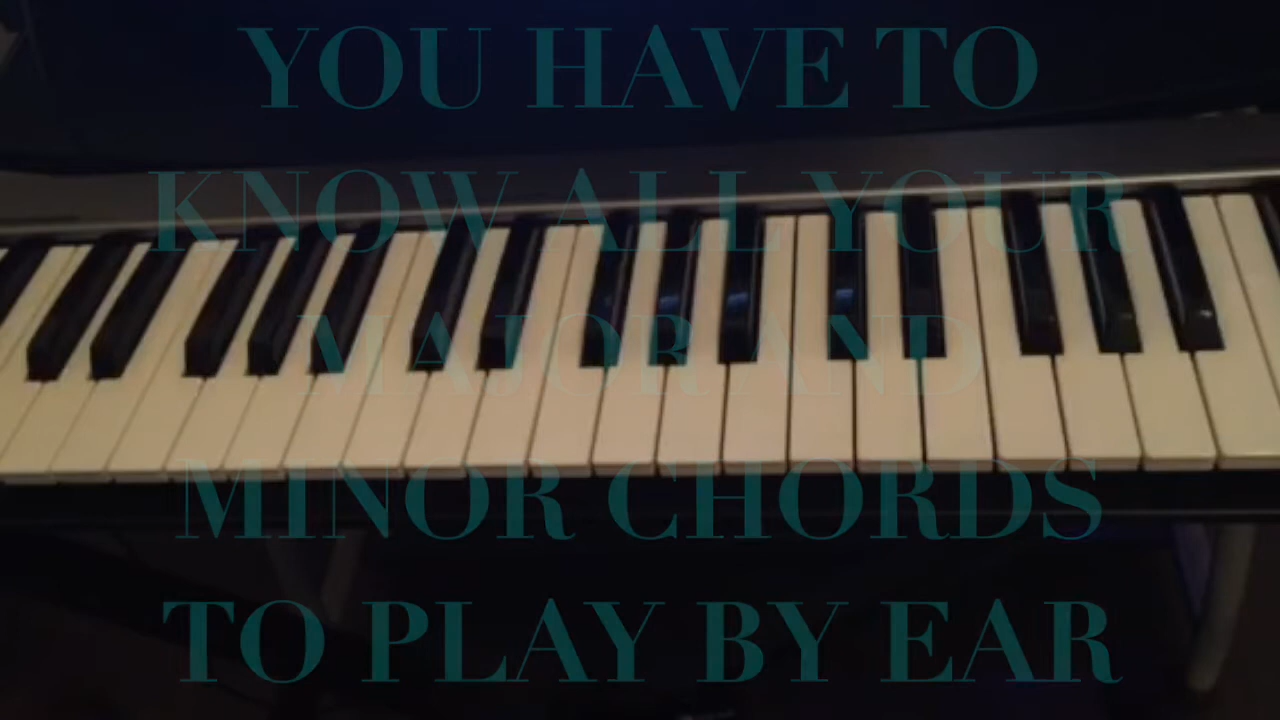 YOU HAVE TO
KNOW ALL YOUR
MAJOR AND
MINOR CHORDS
TO PLAY BY EAR